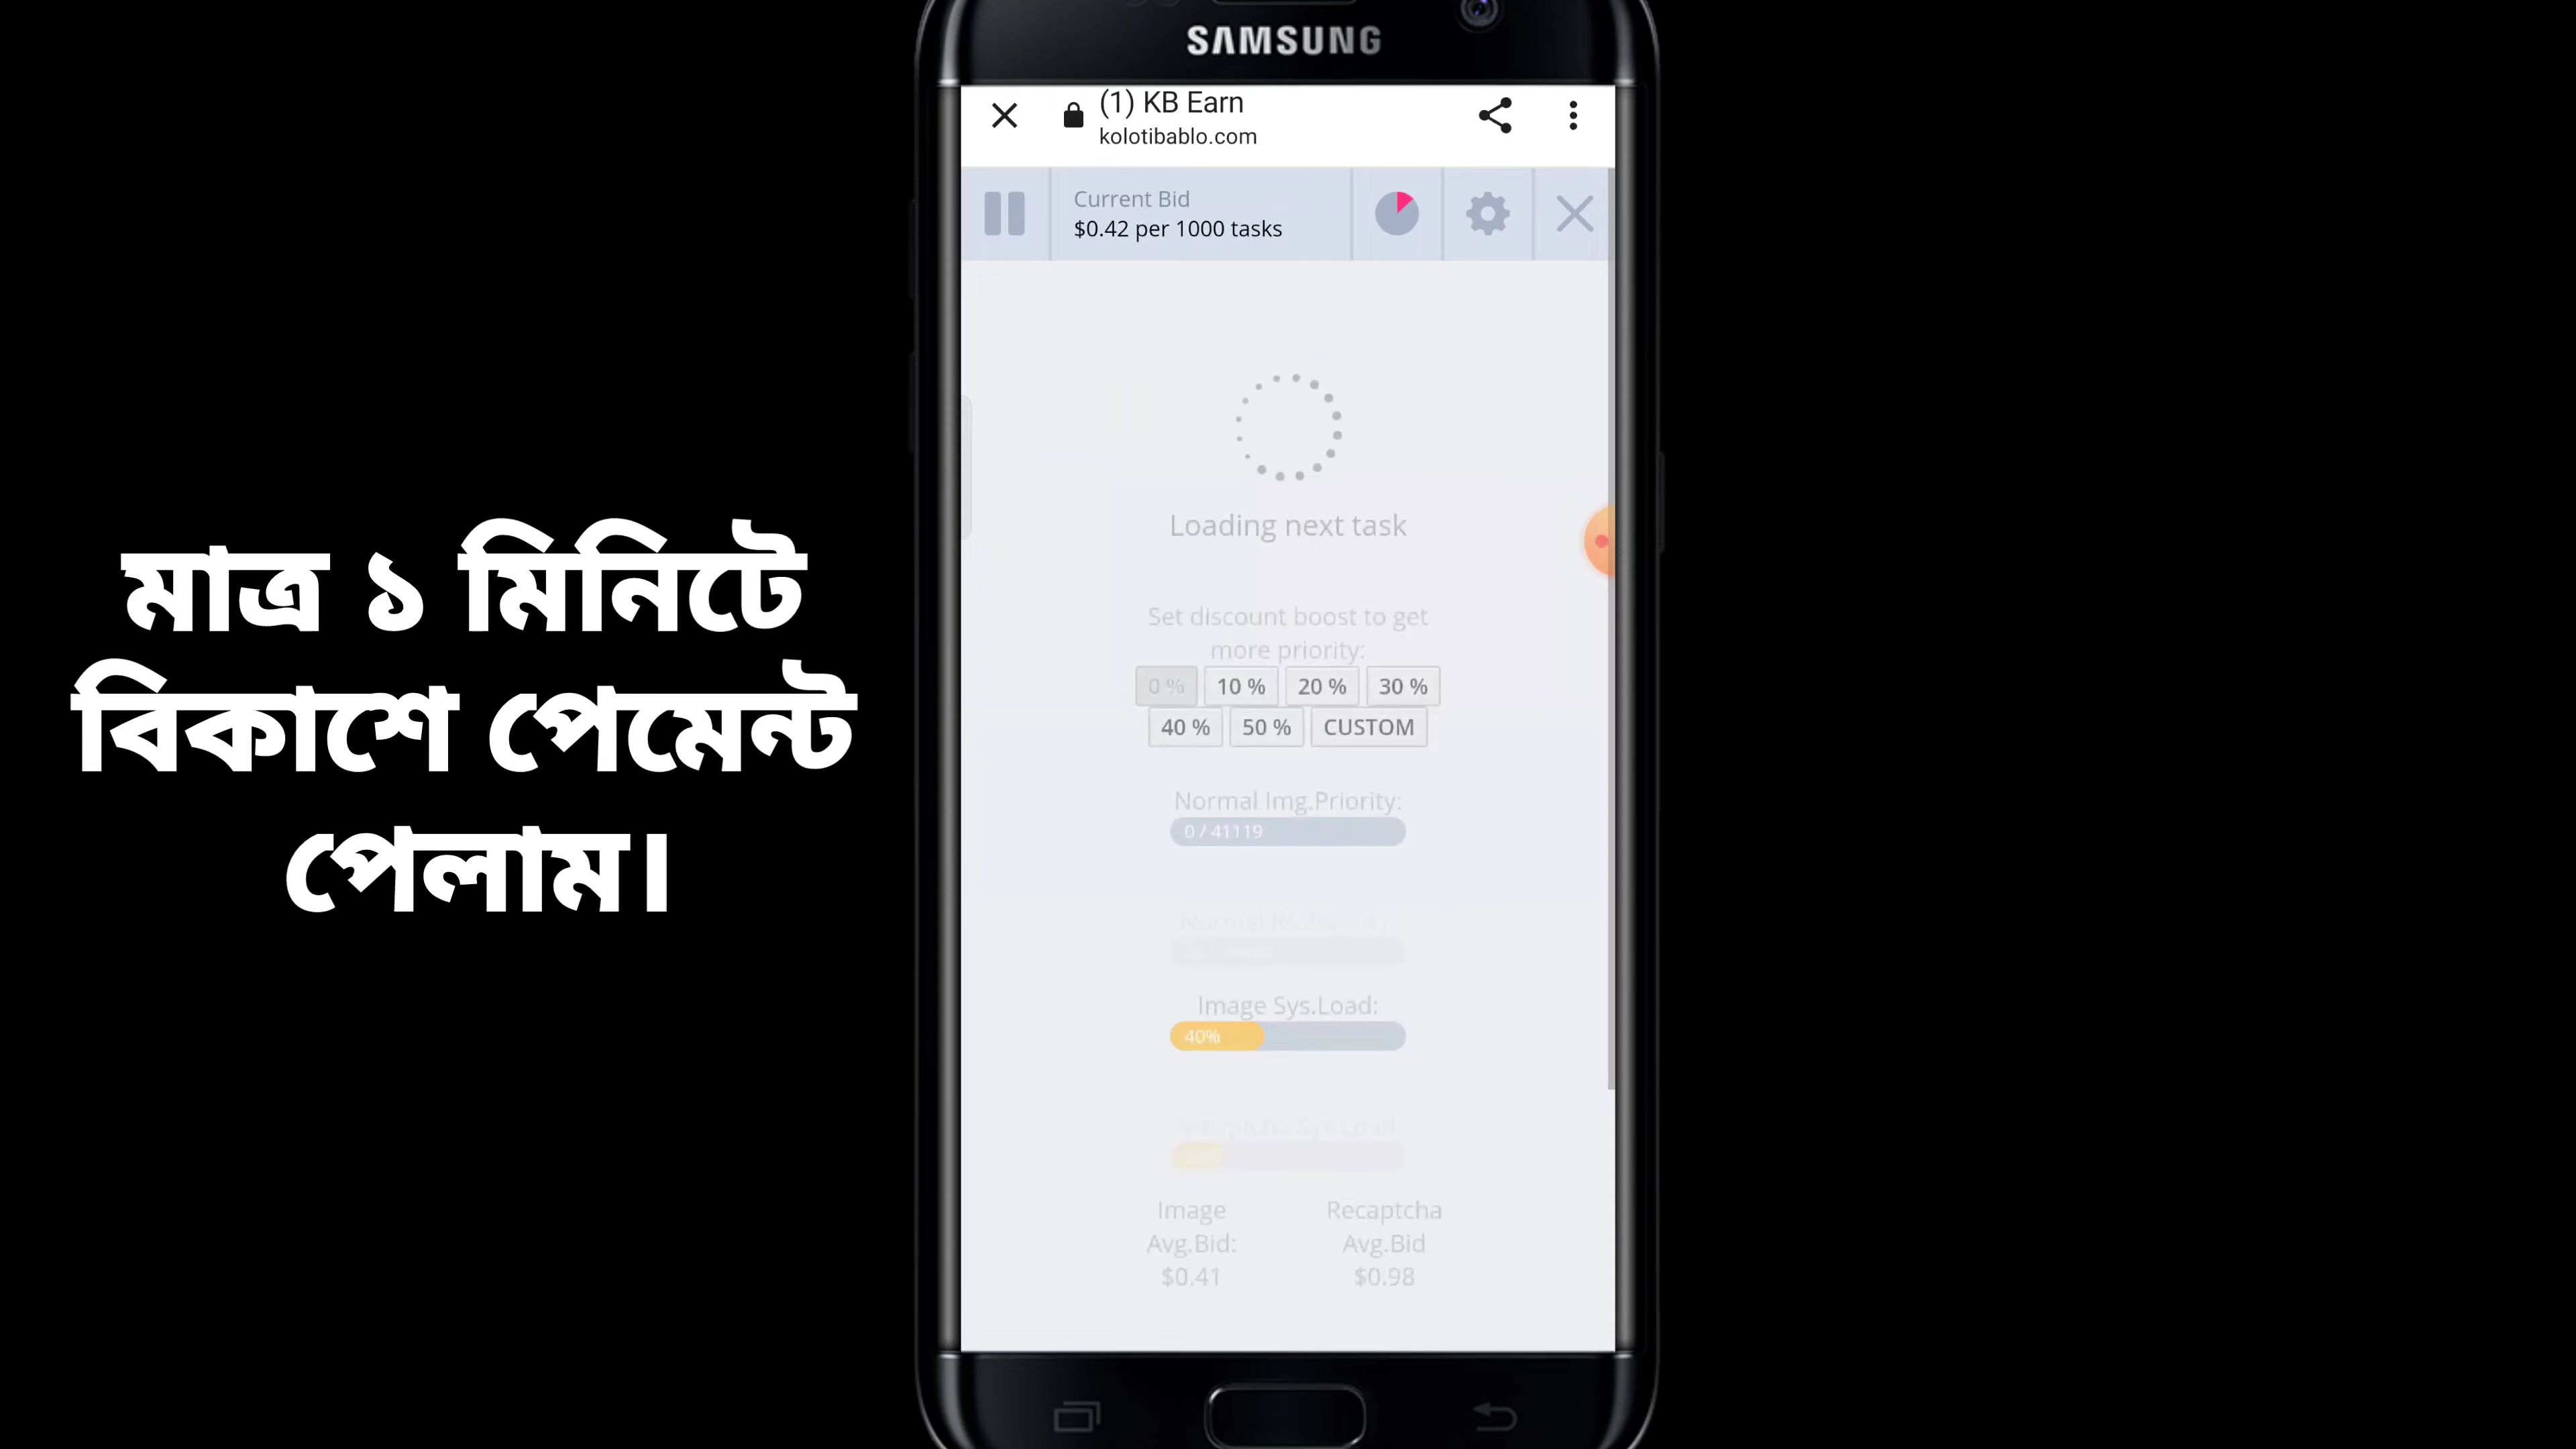 মাত্র ১ মিনিটে
বিকাশে পেমেন্ট
পেলাম।
SAMSUNG
(1) KB Earn
kolotibablo.com
Current Bid
$0.42 per 1000 tasks
Loading next task
Set discount boost to get
more priority:
0 % 10 % 20 % 30 %
40 % 50 % CUSTOM
Normal Img.Priority:
0 / 41119
Image Sys.Load:
40%
Image Avg.Bid: $0.41
Recaptcha Avg.Bid $0.98